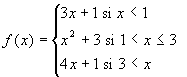 f(x) = { 3x + 1 si x < 1
x² + 3 si 1 < x ≤ 3
4x + 1 si 3 < x